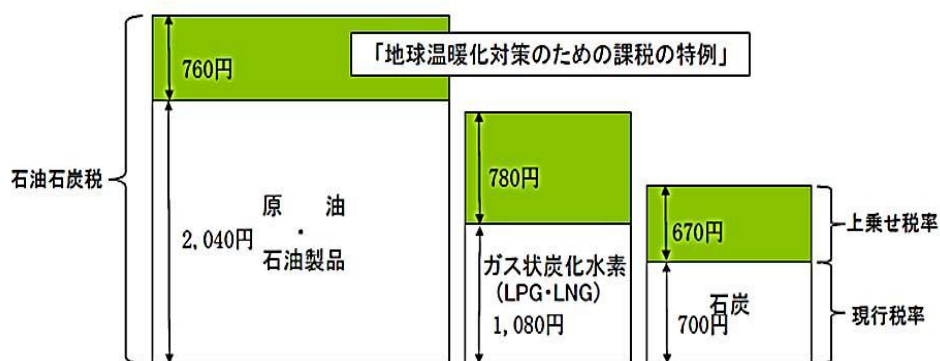 「地球温暖化対策のための課税の特例」
760円
石油石炭税
原　油
・
石油製品
2,040円
780円
ガス状炭化水素
(LPG・LNG)
1,080円
670円
石炭
700円
上乗せ税率
現行税率